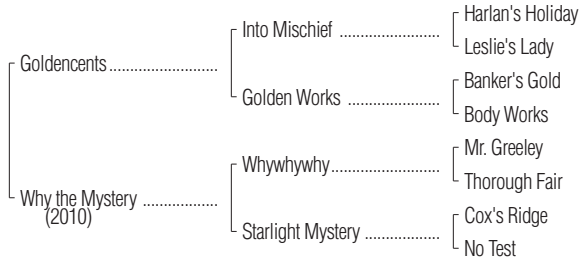 Harlan's Holiday
Into Mischief ........................
Leslie's Lady
Goldencents ..........................
Banker's Gold
Golden Works ......................
Body Works
Mr. Greeley
Whywhywhy ..........................
Thorough Fair
Why the Mystery ..................
(2010)
Cox's Ridge
Starlight Mystery ..................
No Test